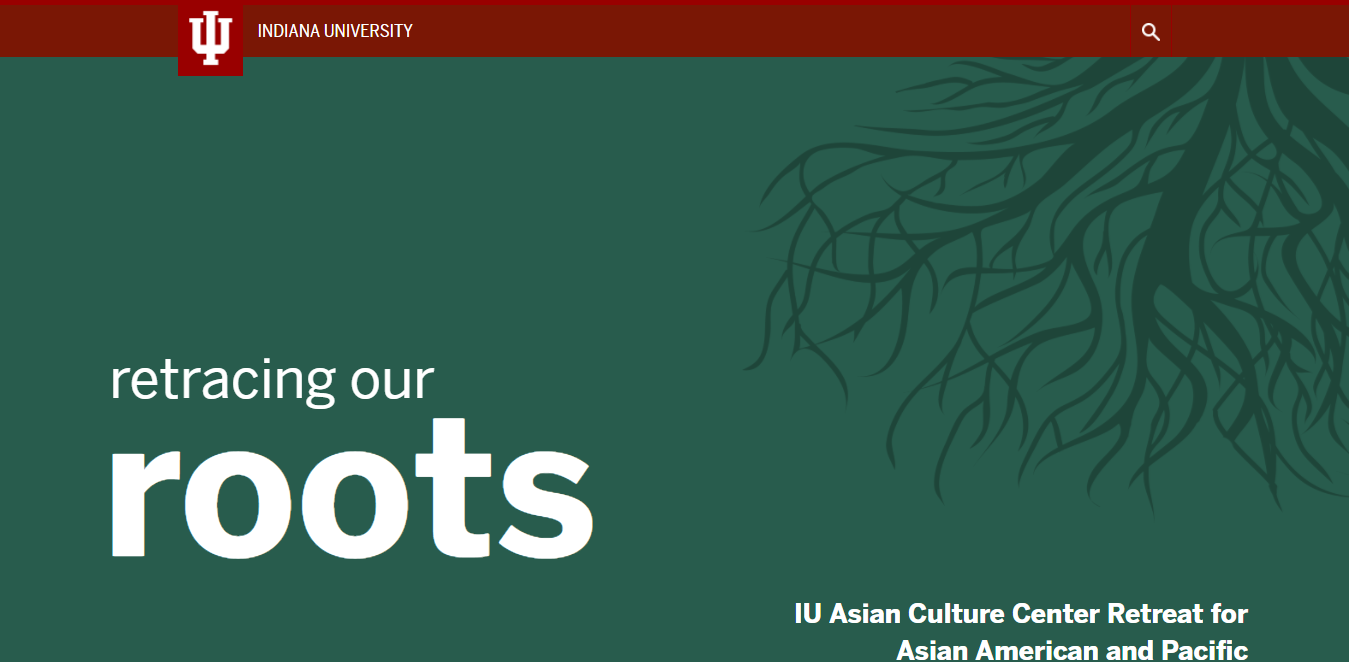 INDIANA UNIVERSITY
retracing our
roots
IU Asian Culture Center Retreat for
Asian American and Pacific